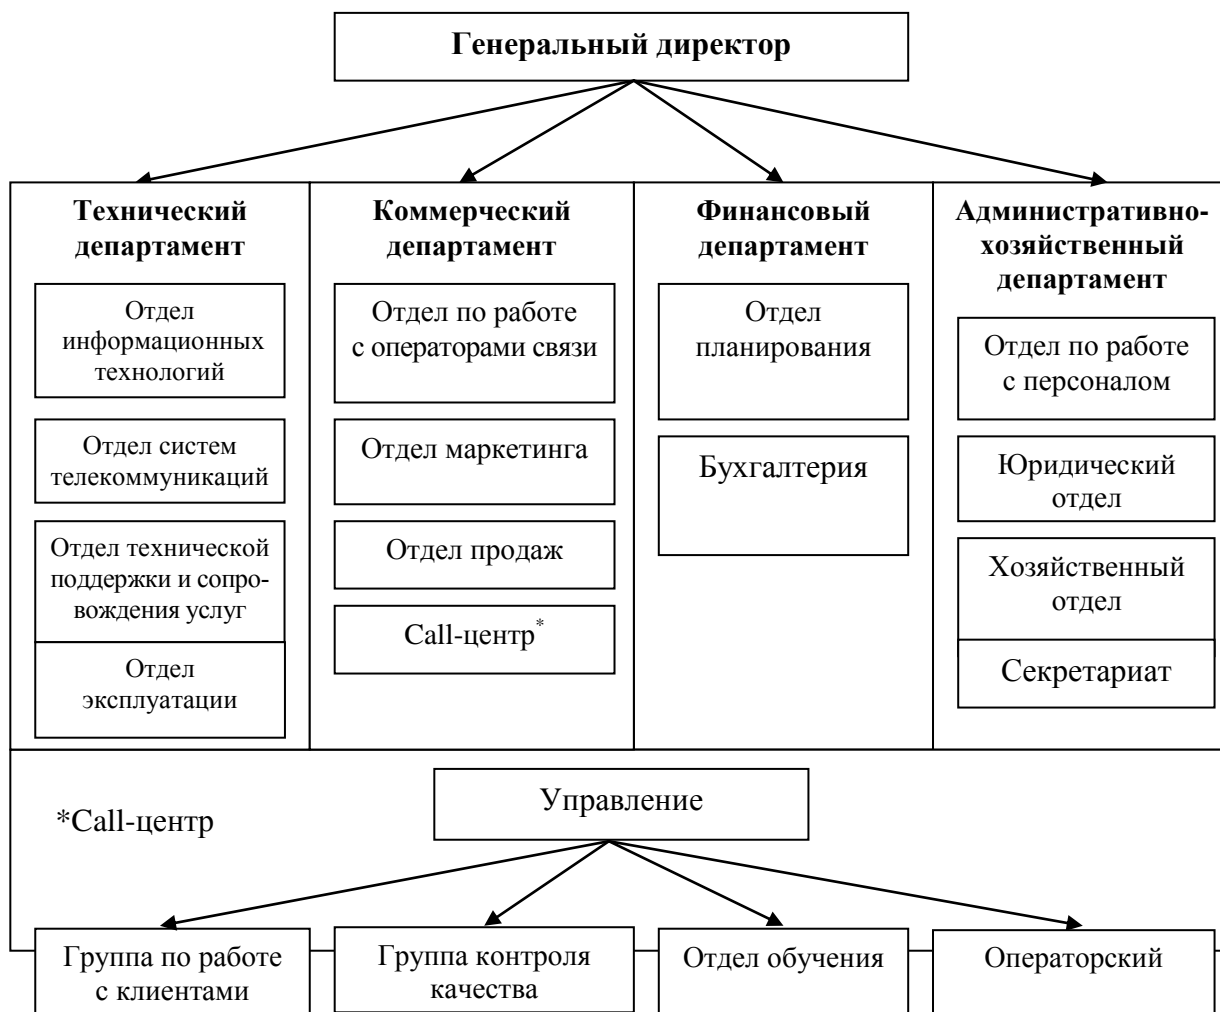 Генеральный директор
Технический
департамент
Отдел
информационных
технологий
Отдел систем
телекоммуникаций
Отдел технической
поддержки и сопро-
вождения услуг
Отдел
эксплуатации
Коммерческий
департамент
Отдел по работе
с операторами связи
Отдел маркетинга
Отдел продаж
Call-центр*
Финансовый
департамент
Отдел
планирования
Бухгалтерия
Административно-
хозяйственный
департамент
Отдел по работе
с персоналом
Юридический
отдел
Хозяйственный
отдел
Секретариат
*Call-центр
Управление
Группа по работе
с клиентами
Группа контроля
качества
Отдел обучения
Операторский